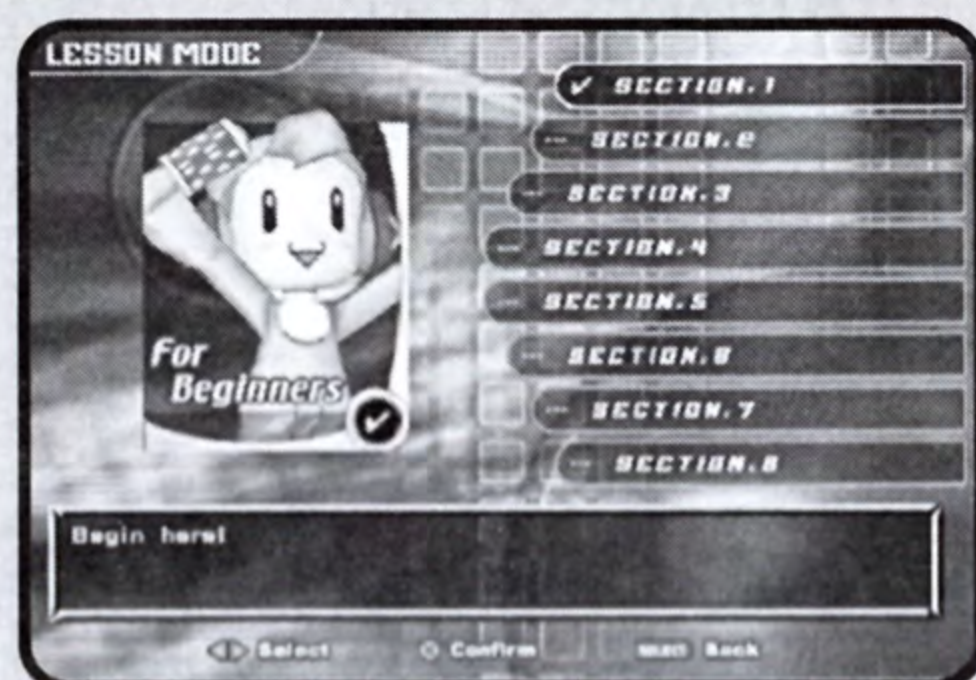 LESSON MODE
✓ SECTION.1
--- SECTION.2
--- SECTION.3
--- SECTION.4
--- SECTION.5
--- SECTION.6
--- SECTION.7
--- SECTION.8
For
Beginners
Begin here!
Select
Confirm
SELECT Back